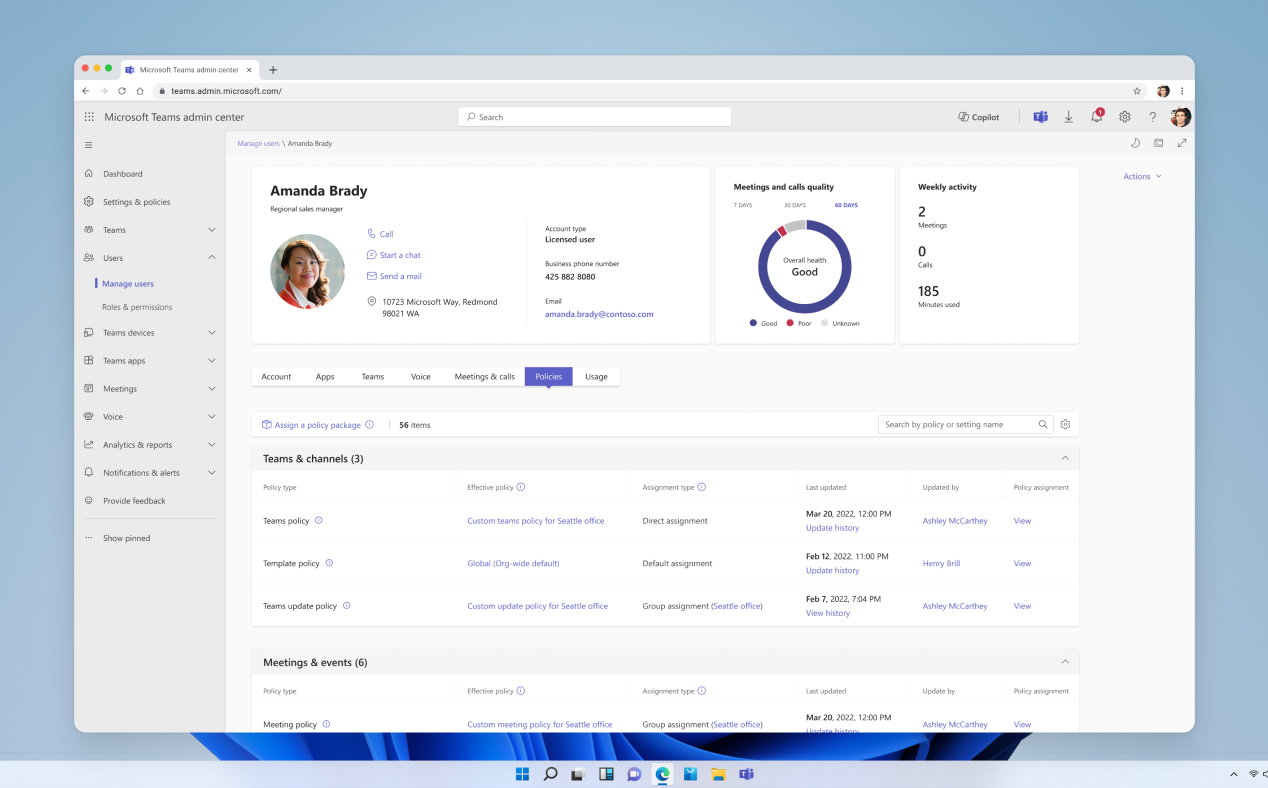 Microsoft Teams admin center
teams.admin.microsoft.com/
Microsoft Teams admin center
Search
Copilot
1
Manage users \ Amanda Brady
Dashboard
Settings & policies
Teams
Users
Manage users
Roles & permissions
Teams devices
Teams apps
Meetings
Voice
Analytics & reports
Notifications & alerts
Provide feedback
Show pinned
Actions
Amanda Brady
Regional sales manager
Call
Start a chat
Send a mail
10723 Microsoft Way, Redmond
98021 WA
Account type
Licensed user
Business phone number
425 882 8080
Email
amanda.brady@contoso.com
Meetings and calls quality
7 DAYS 30 DAYS 60 DAYS
Overall health
Good
Good Poor Unknown
Weekly activity
2
Meetings
0
Calls
185
Minutes used
Account Apps Teams Voice Meetings & calls Policies Usage
Assign a policy package 56 items
Search by policy or setting name
Teams & channels (3)
Policy type Effective policy Assignment type Last updated Updated by Policy assignment
Teams policy Custom teams policy for Seattle office Direct assignment Mar 20, 2022, 12:00 PM Ashley McCarthey View
Update history
Template policy Global (Org-wide default) Default assignment Feb 12, 2022, 11:00 PM Henry Brill View
Update history
Teams update policy Custom update policy for Seattle office Group assignment (Seattle office) Feb 7, 2022, 7:04 PM Ashley McCarthey View
View history
Meetings & events (6)
Policy type Effective policy Assignment type Last updated Update by Policy assignment
Meeting policy Custom meeting policy for Seattle office Group assignment (Seattle office) Mar 20, 2022, 12:00 PM Ashley McCarthey View
Update history